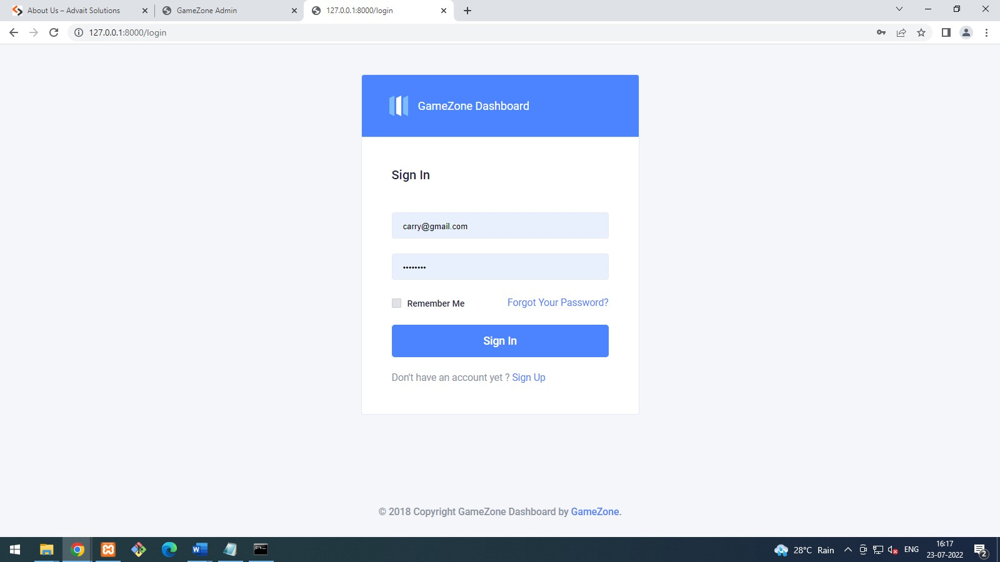 About Us – Advait Solutions
GameZone Admin
127.0.0.1:8000/login
127.0.0.1:8000/login
GameZone Dashboard
Sign In
carry@gmail.com
••••••••
Remember Me
Forgot Your Password?
Sign In
Don't have an account yet ? Sign Up
© 2018 Copyright GameZone Dashboard by GameZone.
28°C Rain
ENG
16:17
23-07-2022
2